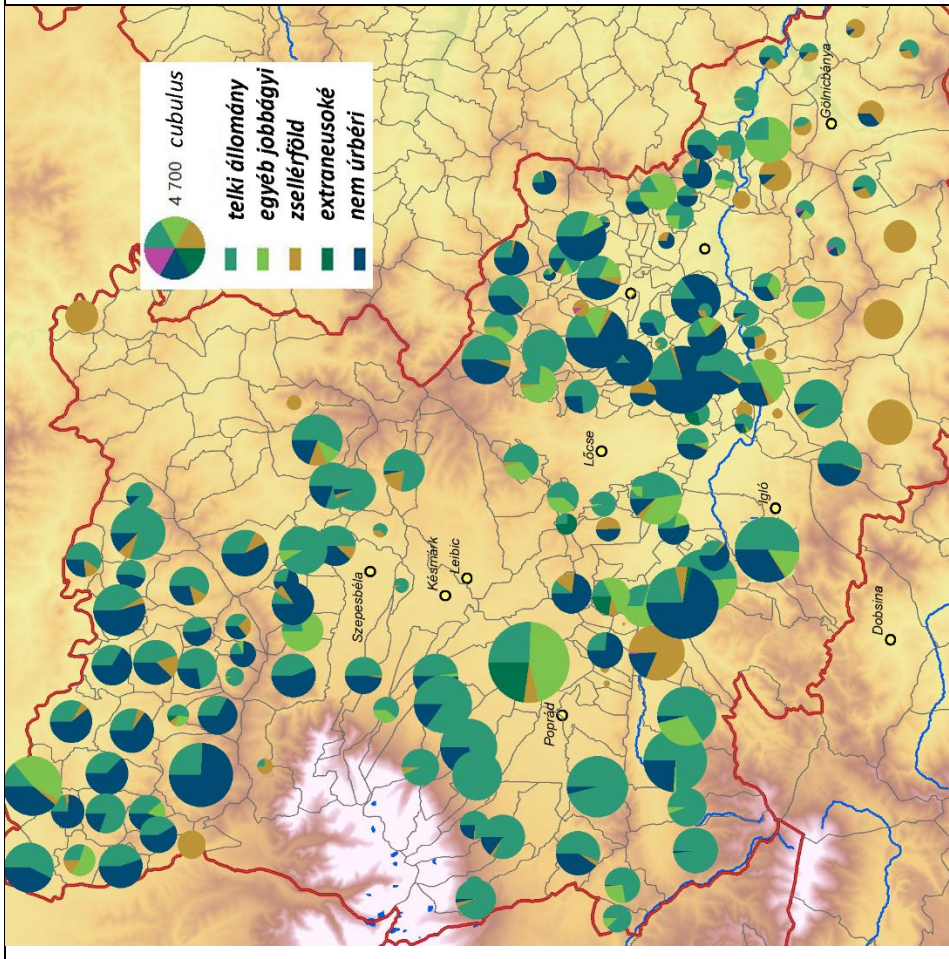 4 700 cubulus
telki állomány
egyéb jobbágyi
zsellérföld
extraneusoké
nem úrbéri
Szepesbéla
Késmárk
Leibic
Poprád
Lőcse
Igló
Dobsina
Gölnicbánya